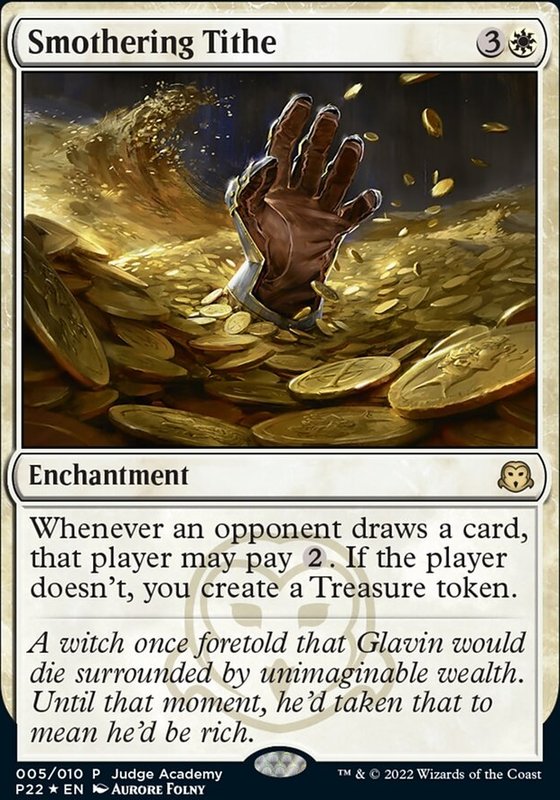 Smothering Tithe 3
Enchantment
Whenever an opponent draws a card,
that player may pay 2. If the player
doesn't, you create a Treasure token.
A witch once foretold that Glavin would
die surrounded by unimaginable wealth.
Until that moment, he'd taken that to
mean he'd be rich.
005/010 P Judge Academy
™ & © 2022 Wizards of the Coast
P22 ★ EN Aurore Folny